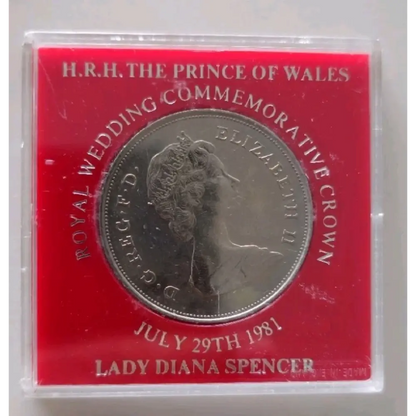 H.R.H. THE PRINCE OF WALES
ROYAL WEDDING COMMEMORATIVE CROWN
D·G·REG·F·D·
ELIZABETH II
JULY 29TH 1981
LADY DIANA SPENCER